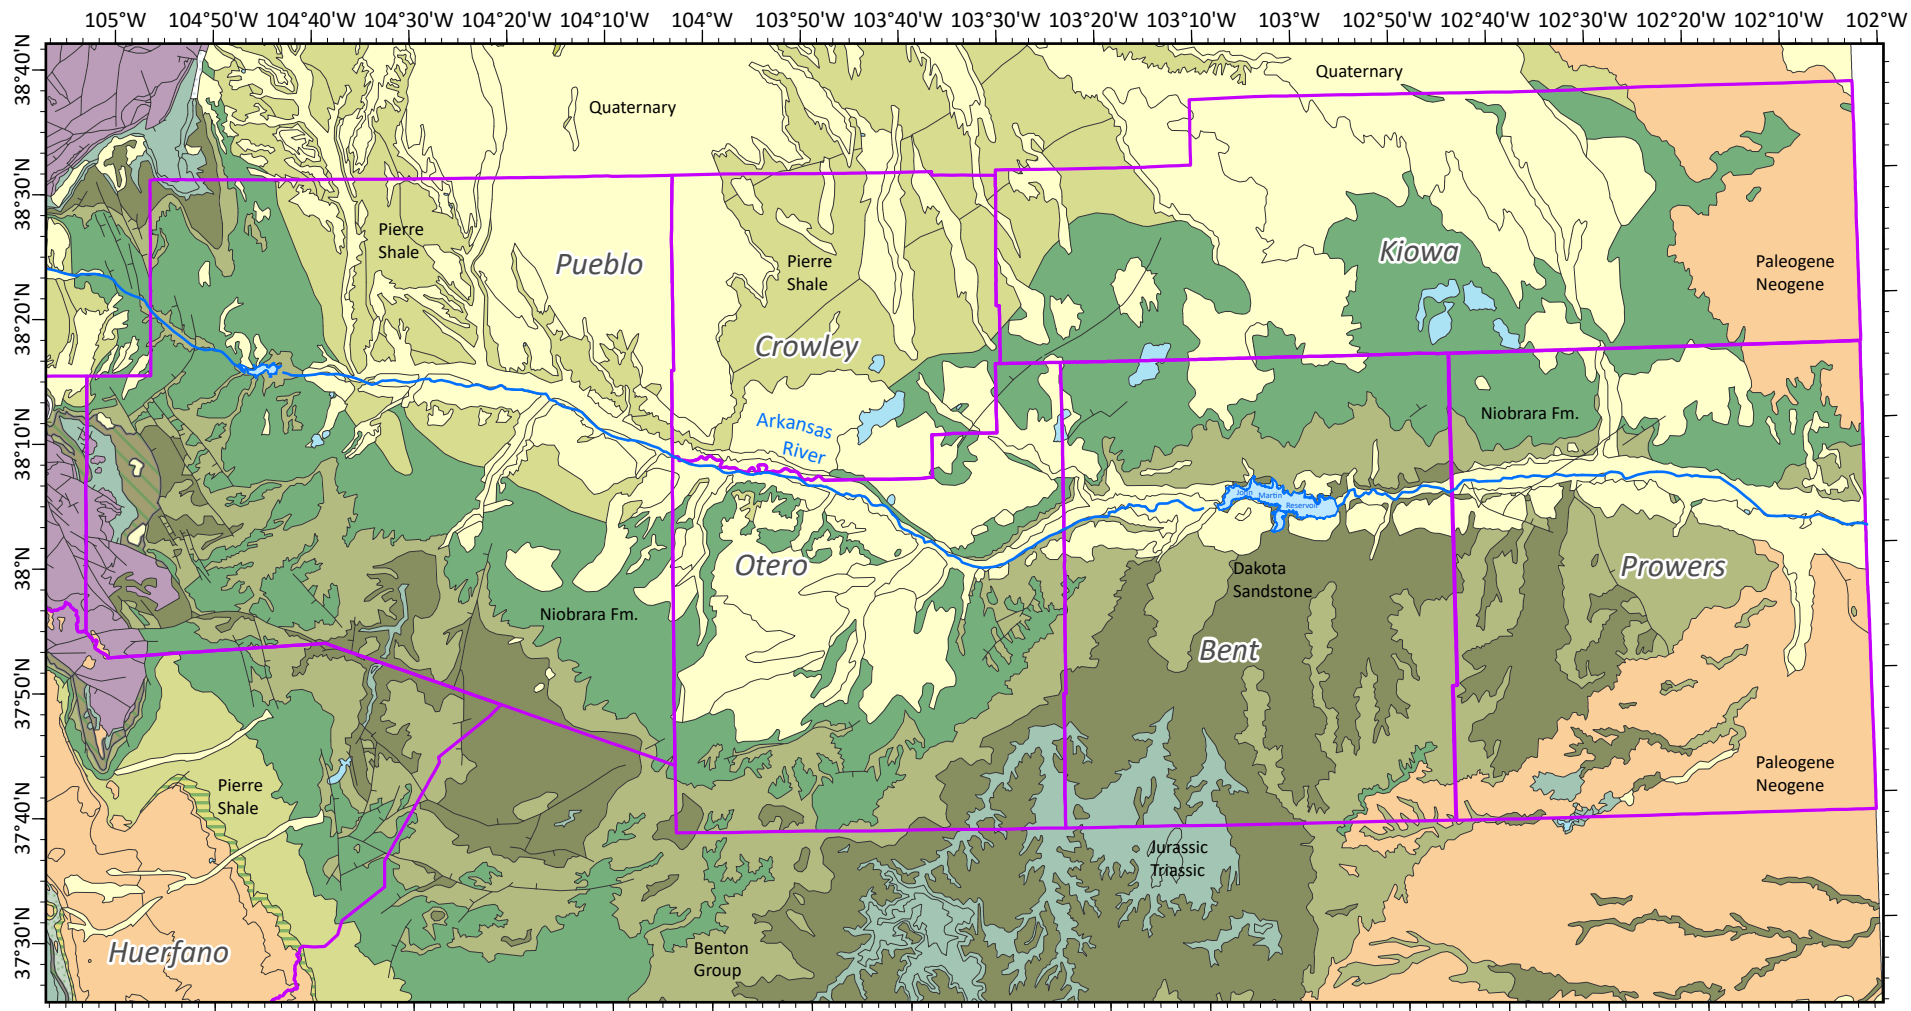 105°W 104°50'W 104°40'W 104°30'W 104°20'W 104°10'W 104°W 103°50'W 103°40'W 103°30'W 103°20'W 103°10'W 103°W 102°50'W 102°40'W 102°30'W 102°20'W 102°10'W 102°W
38°40'N
38°30'N
38°20'N
38°10'N
38°N
37°50'N
37°40'N
37°30'N
Quaternary
Quaternary
Pierre
Shale
Pueblo
Pierre
Shale
Kiowa
Paleogene
Neogene
Crowley
Arkansas
River
Niobrara Fm.
John Martin
Reservoir
Otero
Dakota
Sandstone
Prowers
Niobrara Fm.
Bent
Pierre
Shale
Paleogene
Neogene
Jurassic
Triassic
Huerfano
Benton
Group